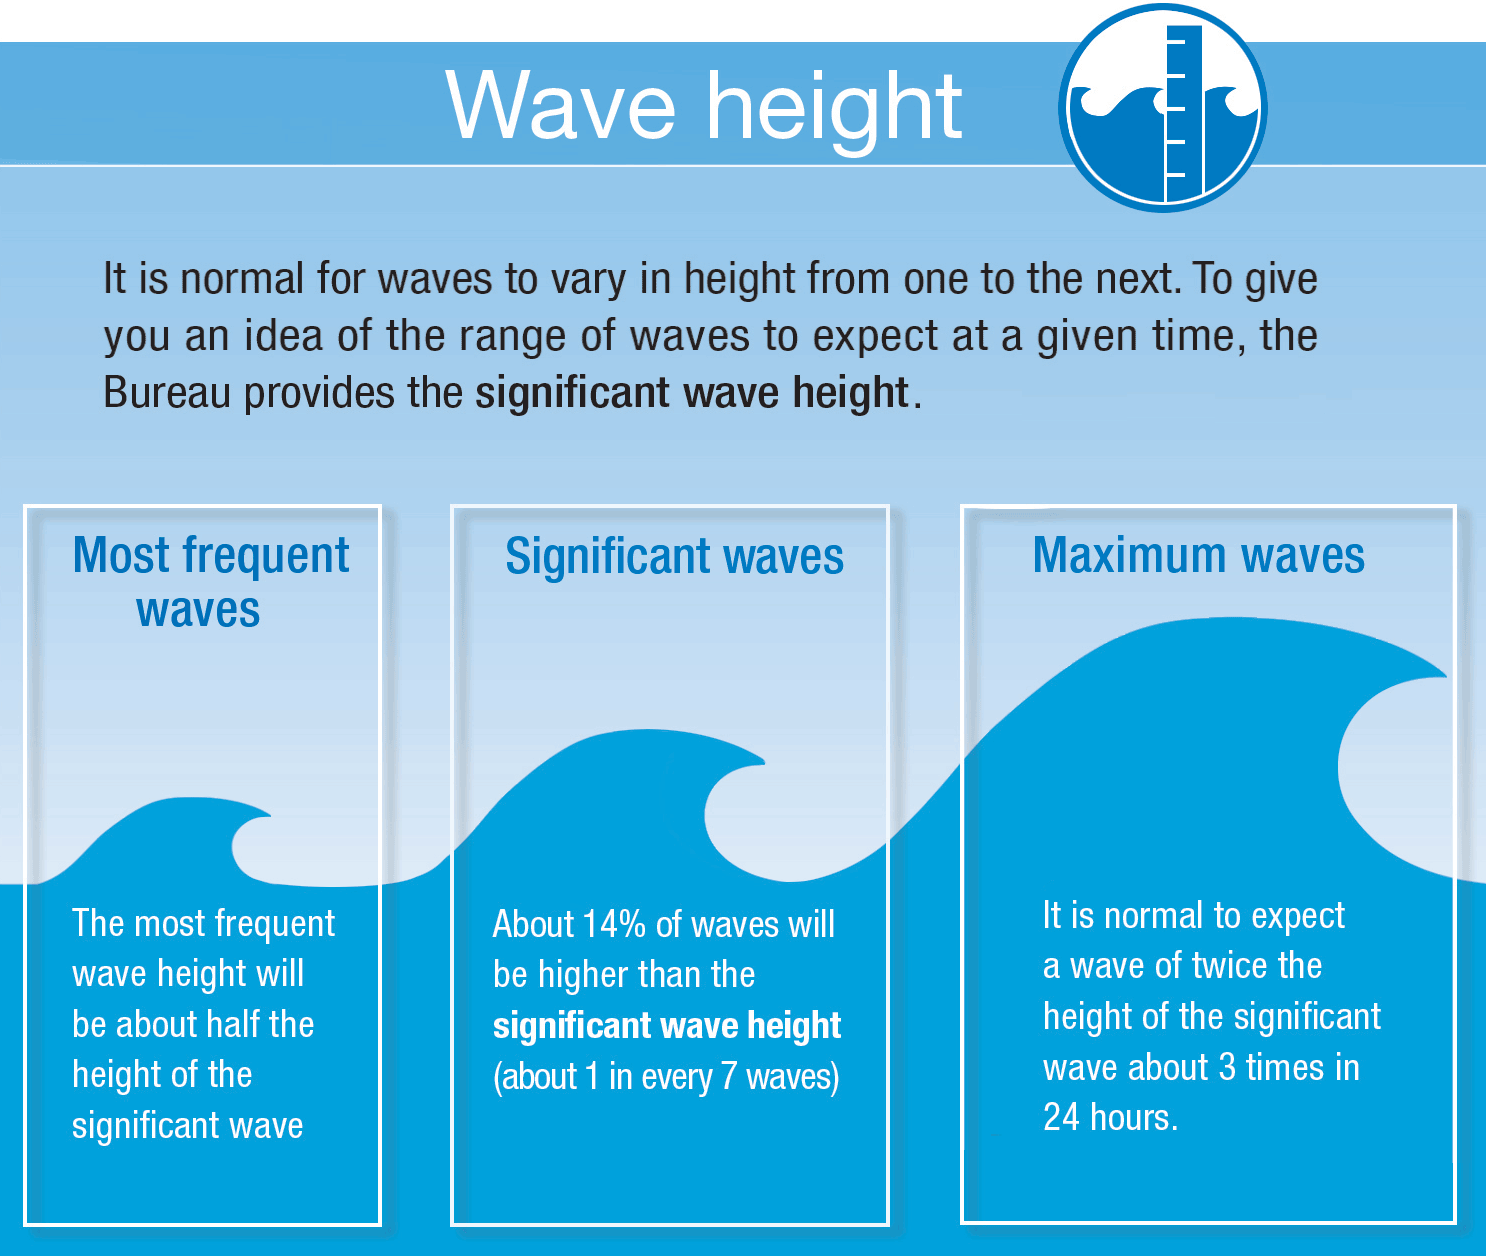 Wave height
It is normal for waves to vary in height from one to the next. To give
you an idea of the range of waves to expect at a given time, the
Bureau provides the significant wave height.
Most frequent
waves
The most frequent
wave height will
be about half the
height of the
significant wave
Significant waves
About 14% of waves will
be higher than the
significant wave height
(about 1 in every 7 waves)
Maximum waves
It is normal to expect
a wave of twice the
height of the significant
wave about 3 times in
24 hours.